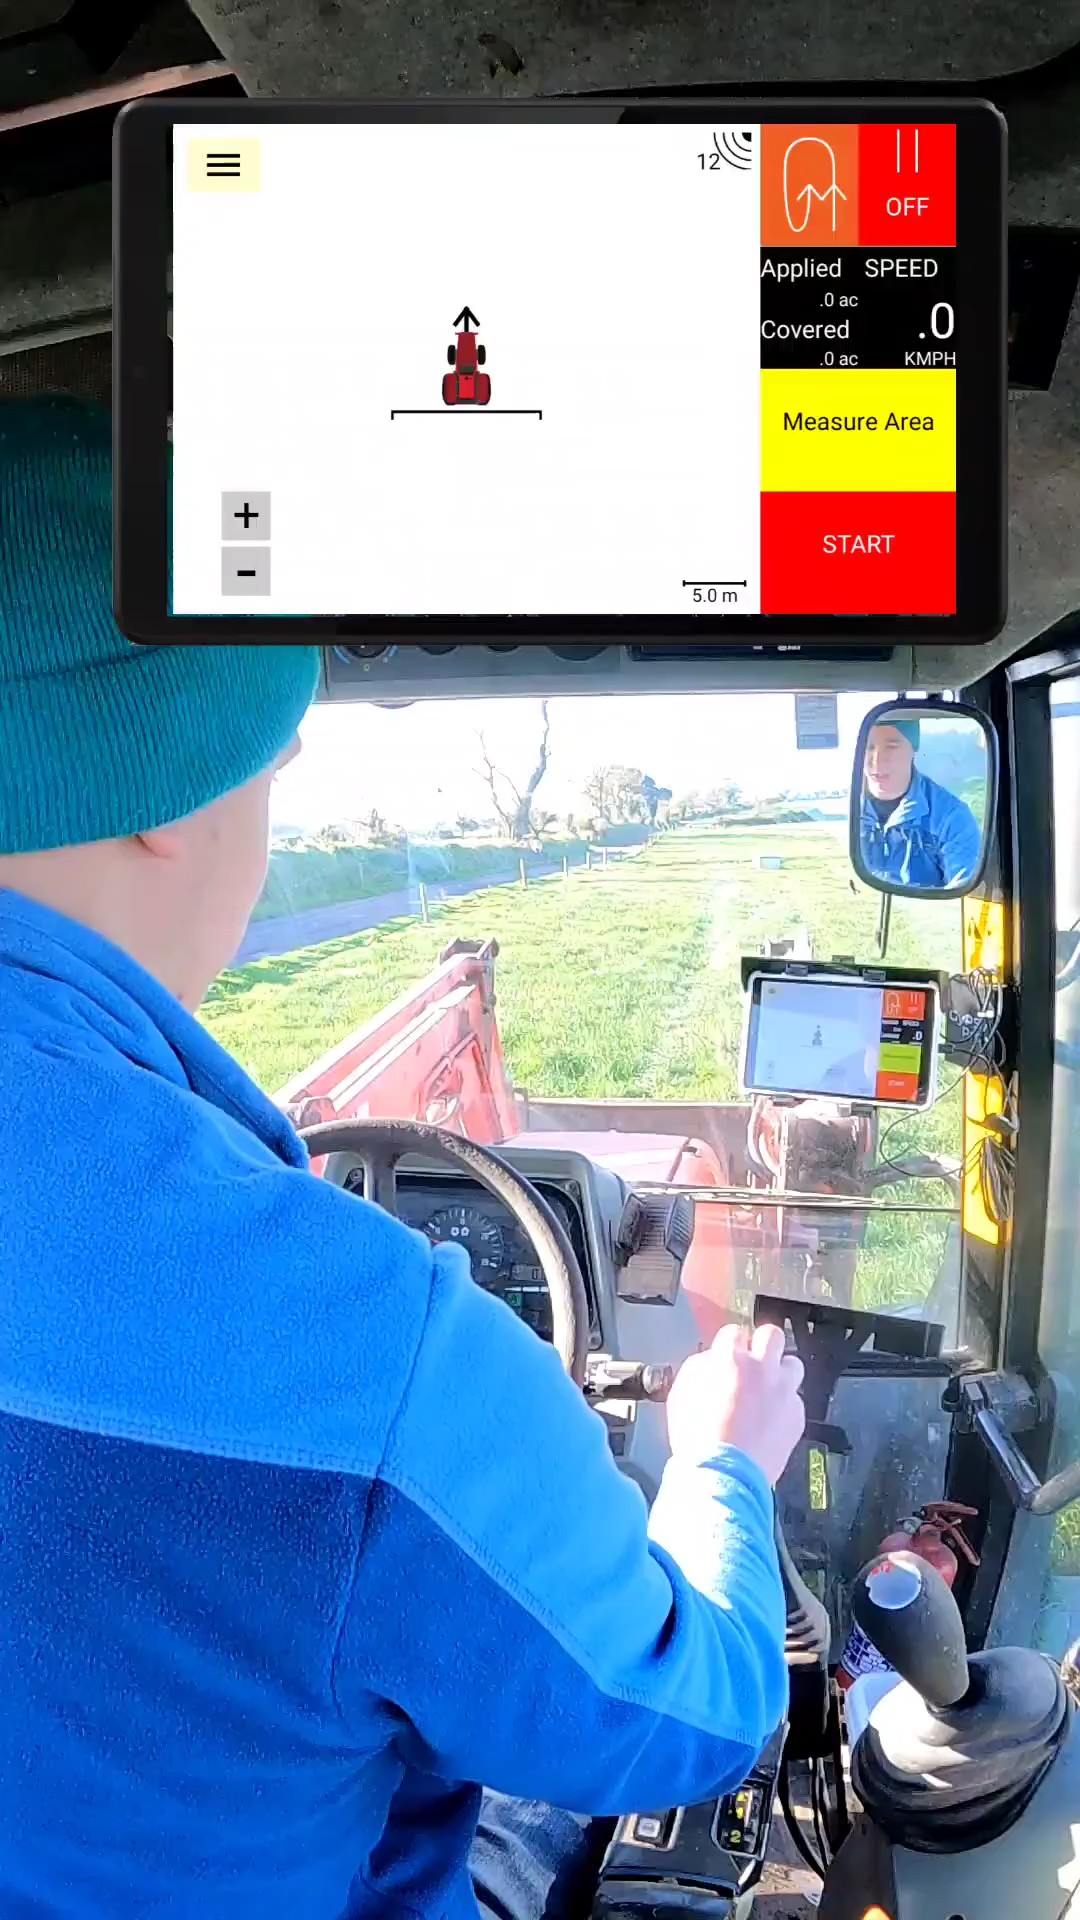 12
OFF
Applied SPEED
.0 ac
.0
Covered
.0 ac KMPH
Measure Area
+
-
START
5.0 m